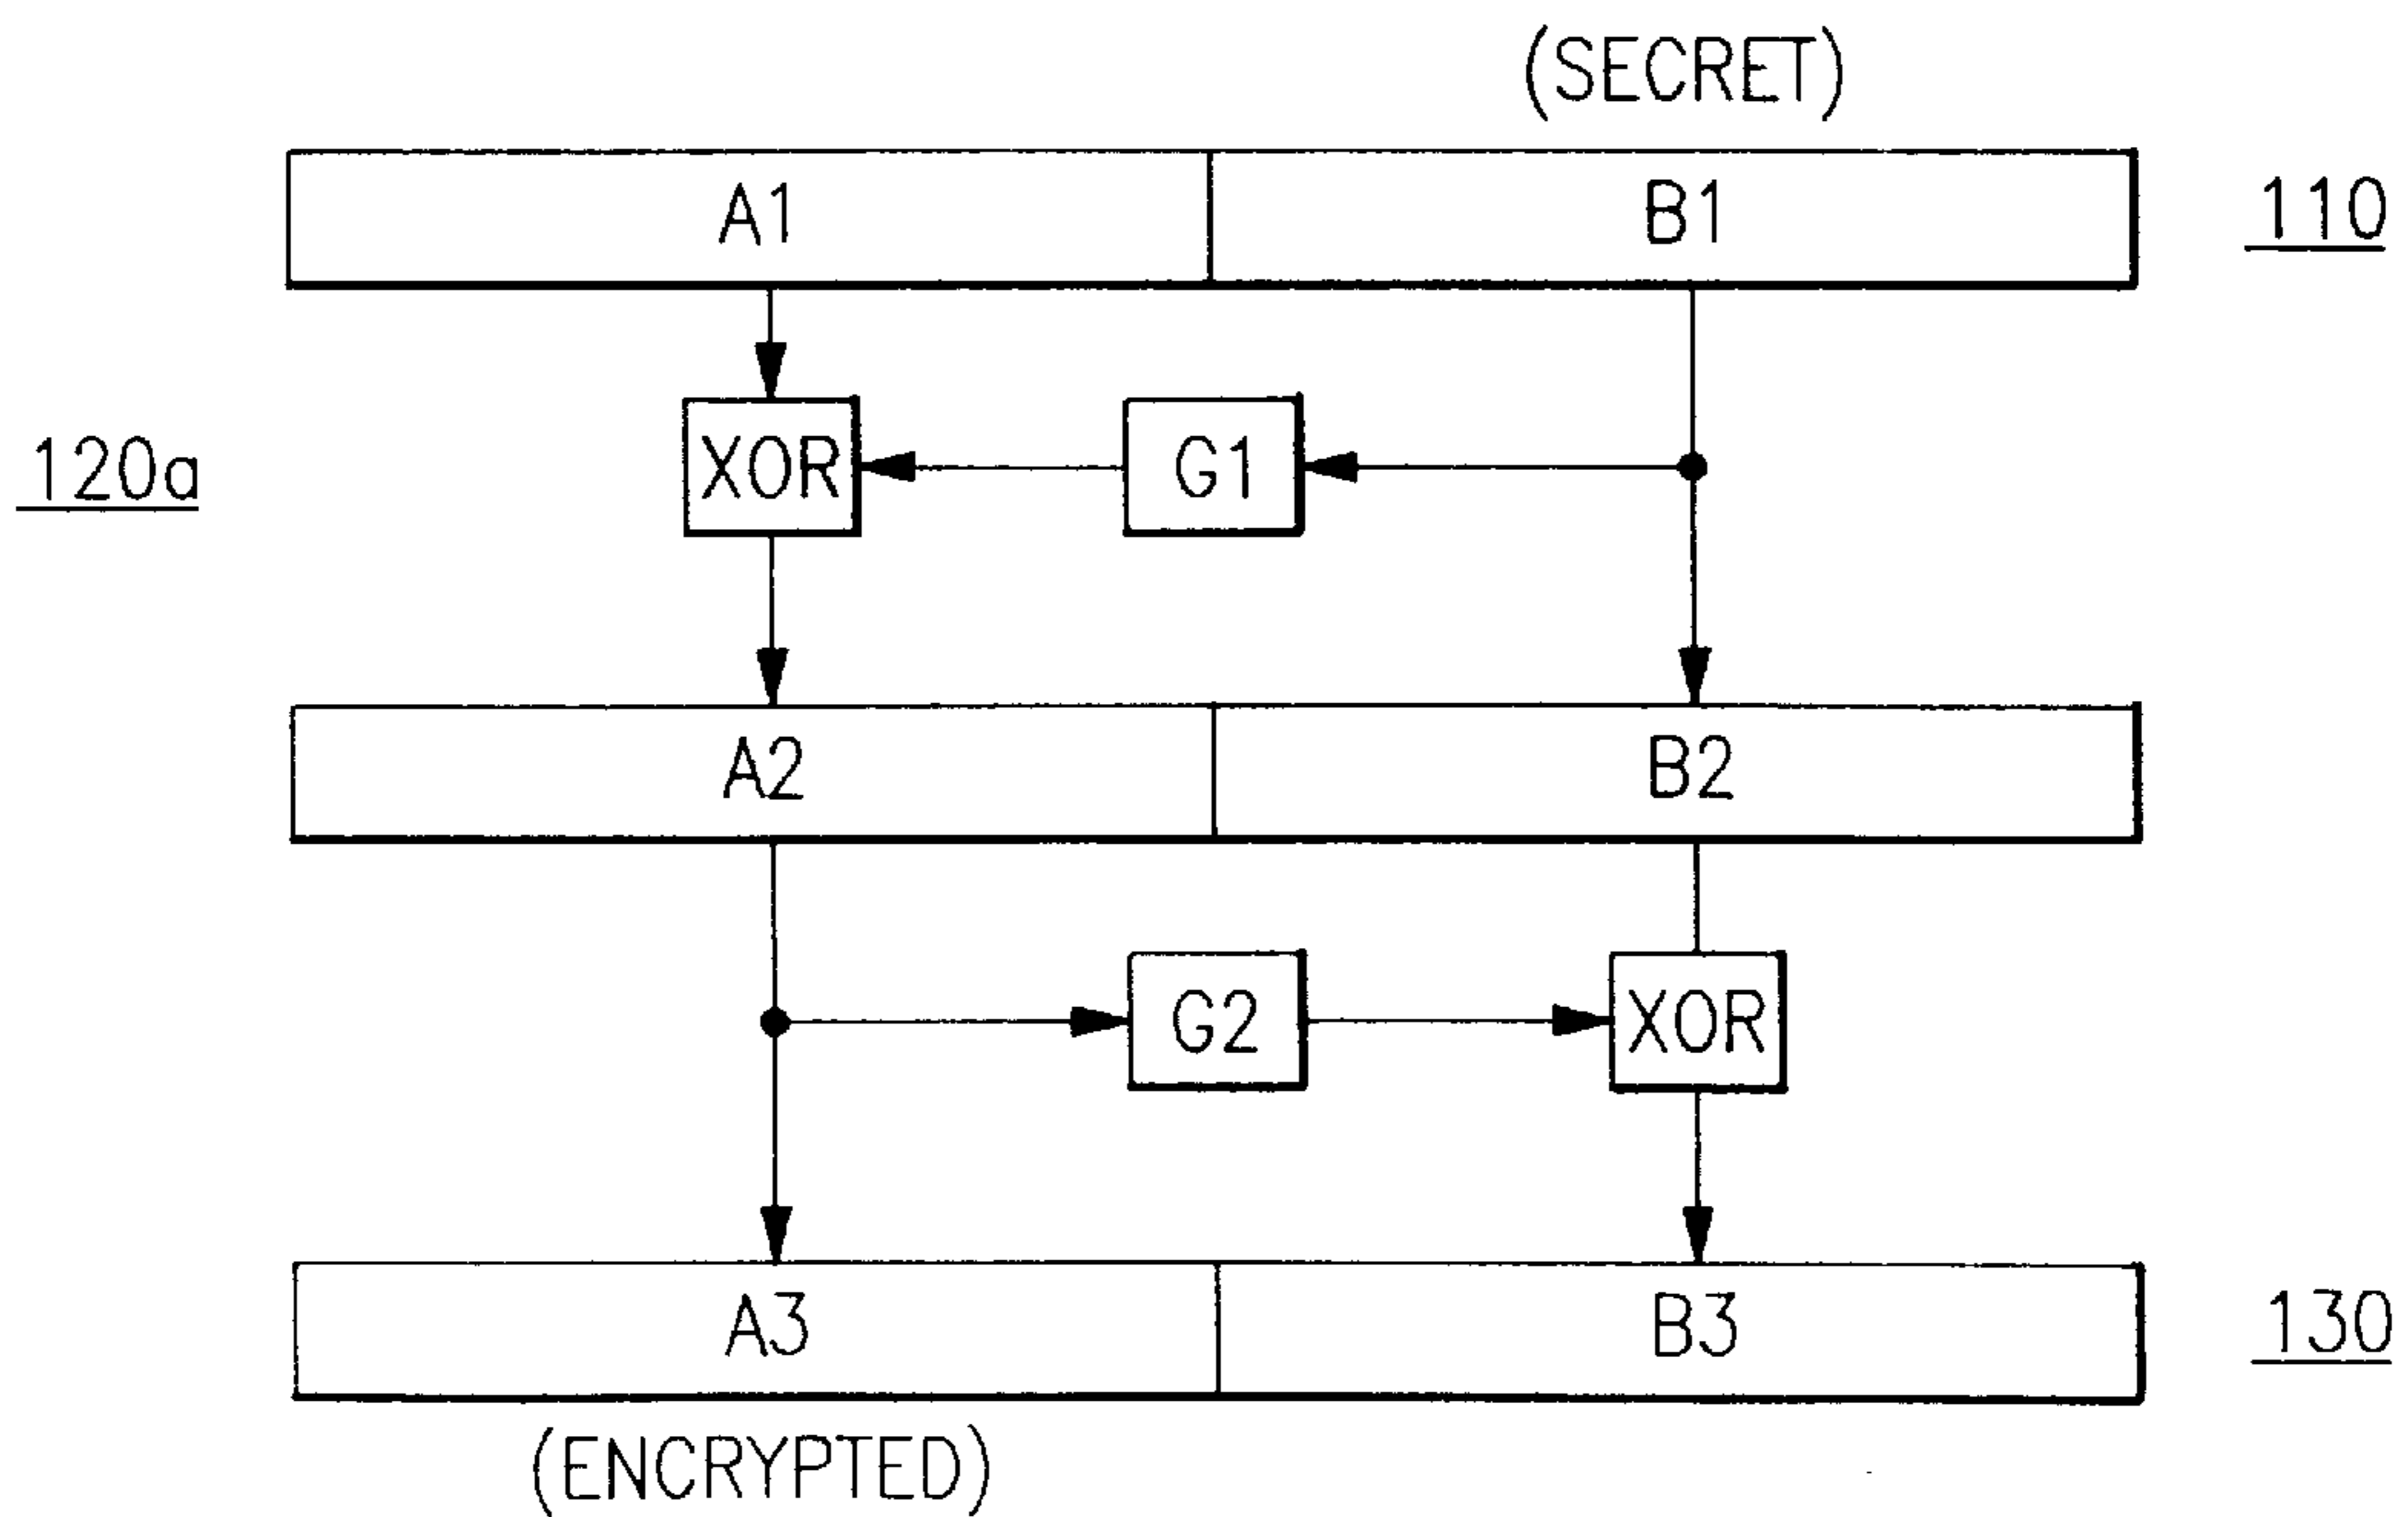 (SECRET)
A1 B1 110
120a XOR G1
A2 B2
G2 XOR
A3 B3 130
(ENCRYPTED)